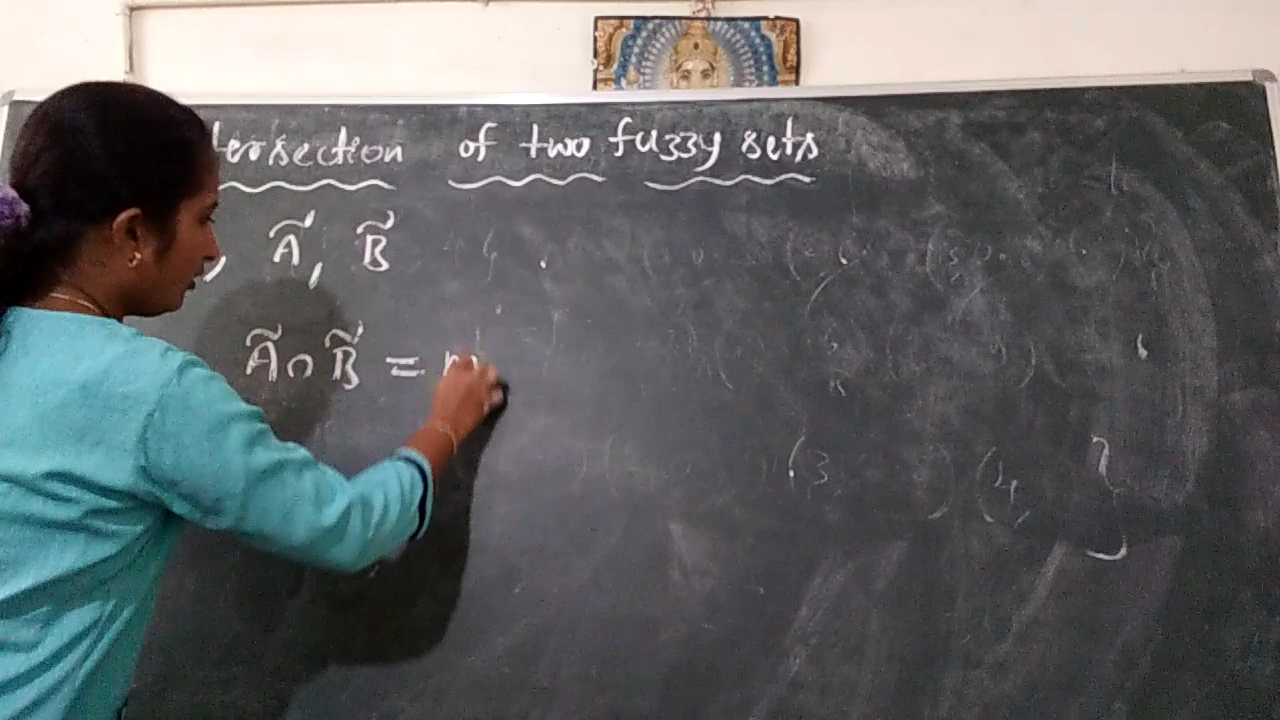 tersection of two fuzzy sets
, Ã, B̃
Ã ∩ B̃ = m